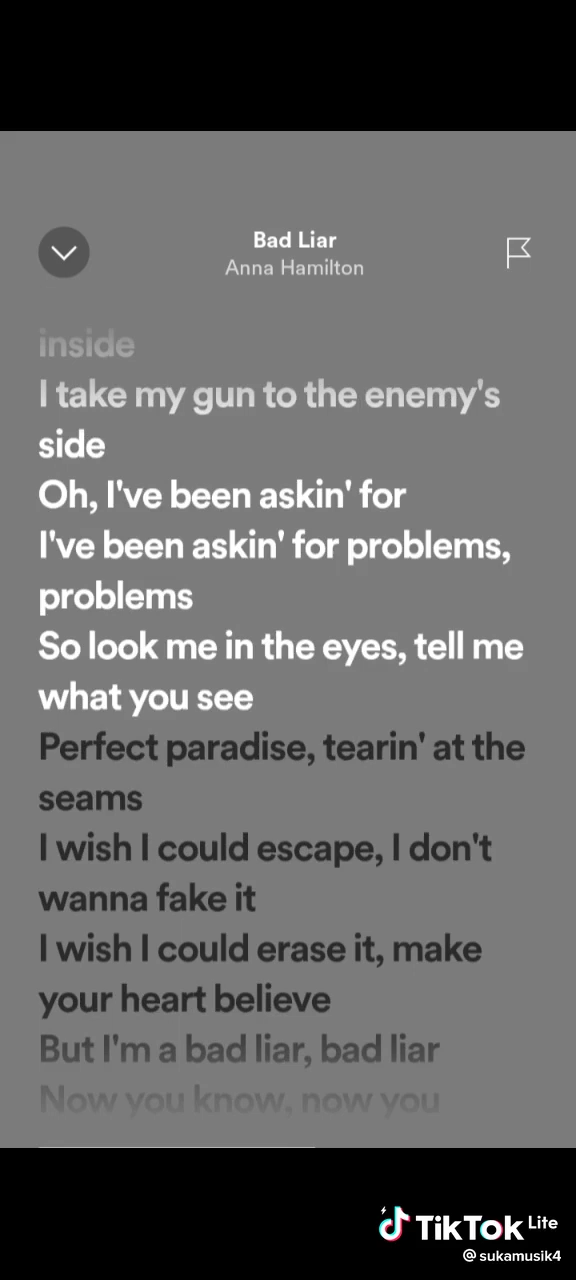 Bad Liar
Anna Hamilton
inside
I take my gun to the enemy's
side
Oh, I've been askin' for
I've been askin' for problems,
problems
So look me in the eyes, tell me
what you see
Perfect paradise, tearin' at the
seams
I wish I could escape, I don't
wanna fake it
I wish I could erase it, make
your heart believe
But I'm a bad liar, bad liar
Now you know, now you
TikTok Lite
@sukamusik4